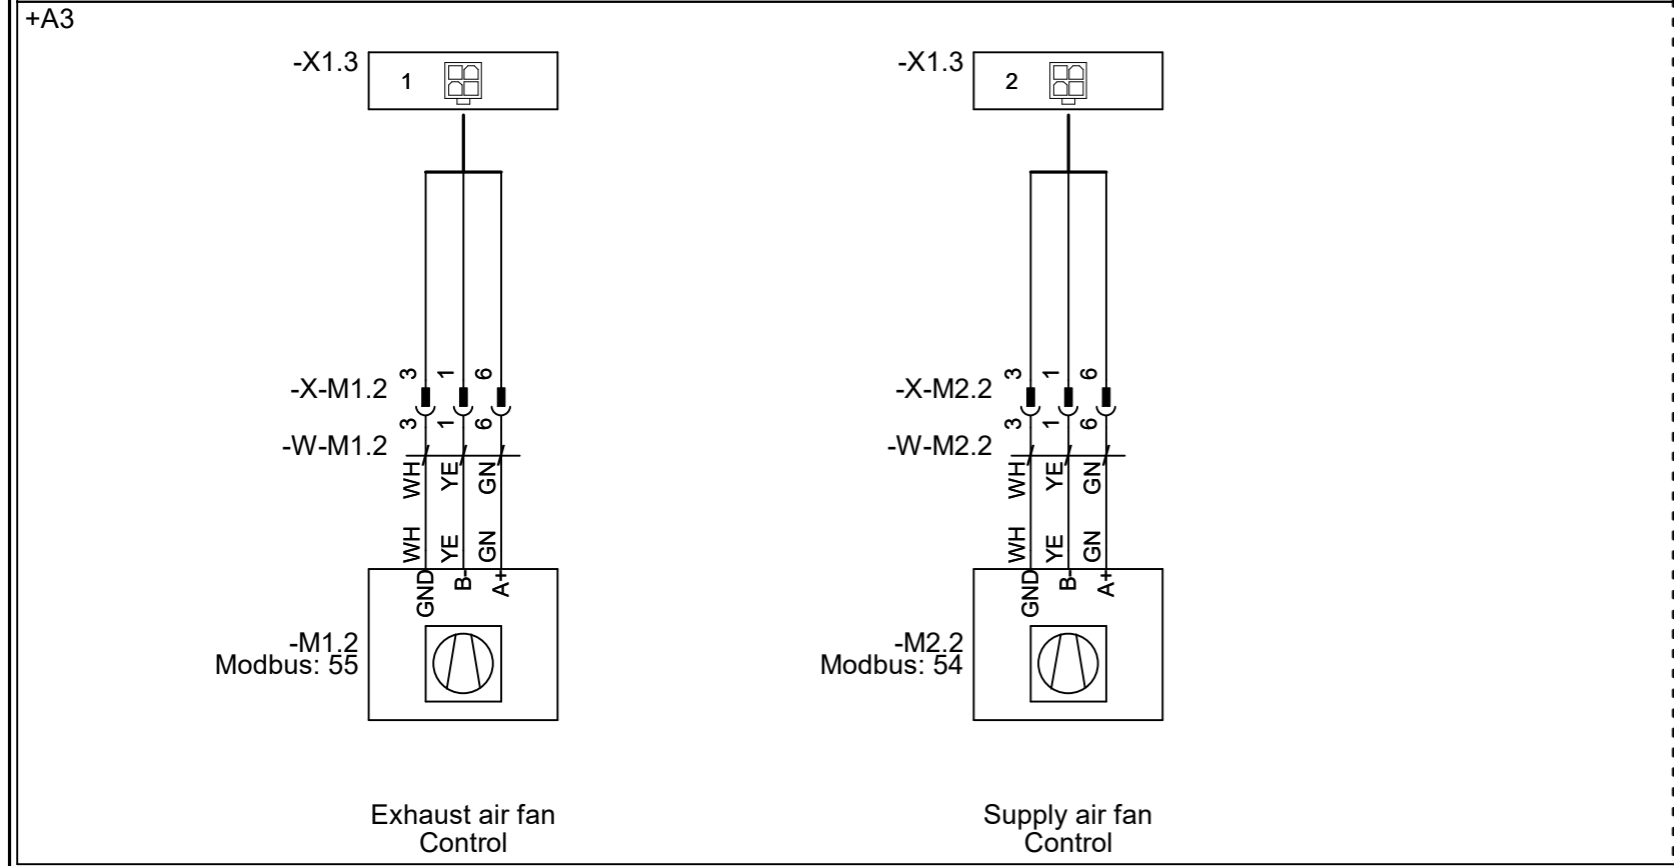 +A3
-X1.3
1
-X1.3
2
-X-M1.2
3 1 6
3 1 6
-W-M1.2
WH YE GN
WH YE GN
GND B- A+
-M1.2
Modbus: 55
-X-M2.2
3 1 6
3 1 6
-W-M2.2
WH YE GN
WH YE GN
GND B- A+
-M2.2
Modbus: 54
Exhaust air fan
Control
Supply air fan
Control